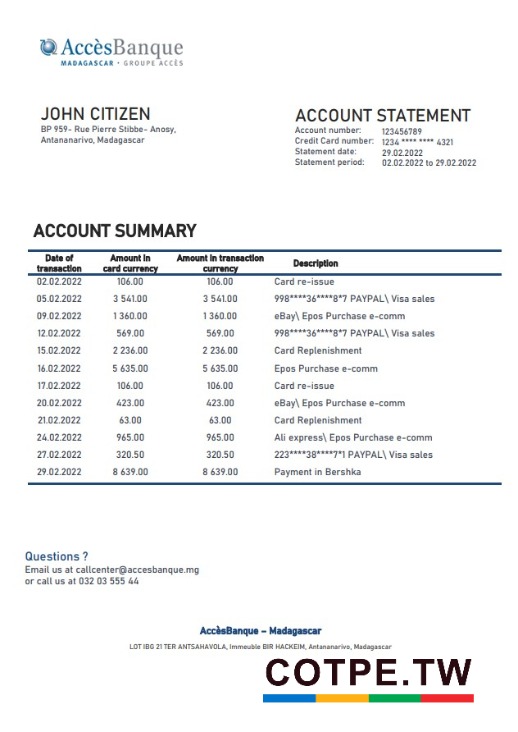 AccèsBanque
MADAGASCAR • GROUPE ACCÈS
JOHN CITIZEN
BP 959- Rue Pierre Stibbe- Anosy,
Antananarivo, Madagascar
ACCOUNT STATEMENT
Account number: 123456789
Credit Card number: 1234 **** **** 4321
Statement date: 29.02.2022
Statement period: 02.02.2022 to 29.02.2022
ACCOUNT SUMMARY
Date of transaction Amount in card currency Amount in transaction currency Description
02.02.2022 106.00 106.00 Card re-issue
05.02.2022 3 541.00 3 541.00 998****36****8*7 PAYPAL\ Visa sales
09.02.2022 1 360.00 1 360.00 eBay\ Epos Purchase e-comm
12.02.2022 569.00 569.00 998****36****8*7 PAYPAL\ Visa sales
15.02.2022 2 236.00 2 236.00 Card Replenishment
16.02.2022 5 635.00 5 635.00 Epos Purchase e-comm
17.02.2022 106.00 106.00 Card re-issue
20.02.2022 423.00 423.00 eBay\ Epos Purchase e-comm
21.02.2022 63.00 63.00 Card Replenishment
24.02.2022 965.00 965.00 Ali express\ Epos Purchase e-comm
27.02.2022 320.50 320.50 223****38****7*1 PAYPAL\ Visa sales
29.02.2022 8 639.00 8 639.00 Payment in Bershka
Questions ?
Email us at callcenter@accesbanque.mg
or call us at 032 03 555 44
AccèsBanque – Madagascar
LOT IBG 21 TER ANTSAHAVOLA, Immeuble BIR HACKEIM, Antananarivo, Madagascar
COTPE.TW